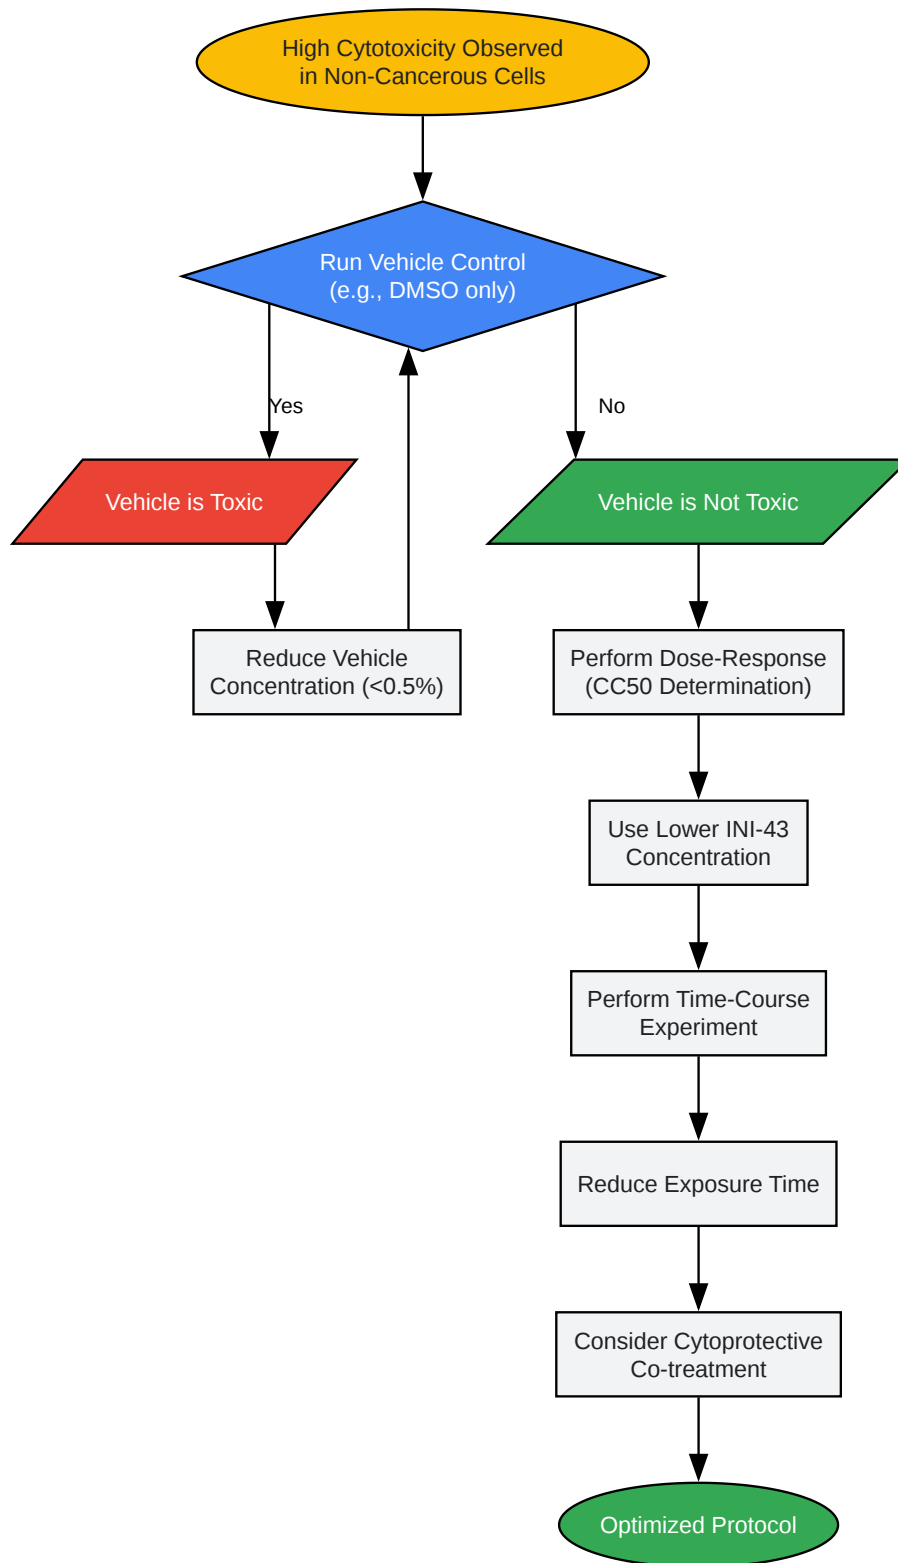 High Cytotoxicity Observed
in Non-Cancerous Cells
Run Vehicle Control
(e.g., DMSO only)
Yes
No
Vehicle is Toxic
Vehicle is Not Toxic
Reduce Vehicle
Concentration (<0.5%)
Perform Dose-Response
(CC50 Determination)
Use Lower INI-43
Concentration
Perform Time-Course
Experiment
Reduce Exposure Time
Consider Cytoprotective
Co-treatment
Optimized Protocol